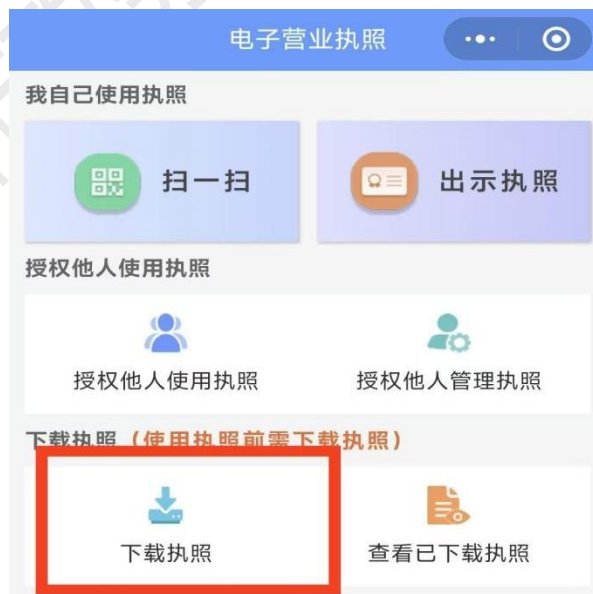 电子营业执照
我自己使用执照
扫一扫
出示执照
授权他人使用执照
授权他人使用执照
授权他人管理执照
下载执照（使用执照前需下载执照）
下载执照
查看已下载执照